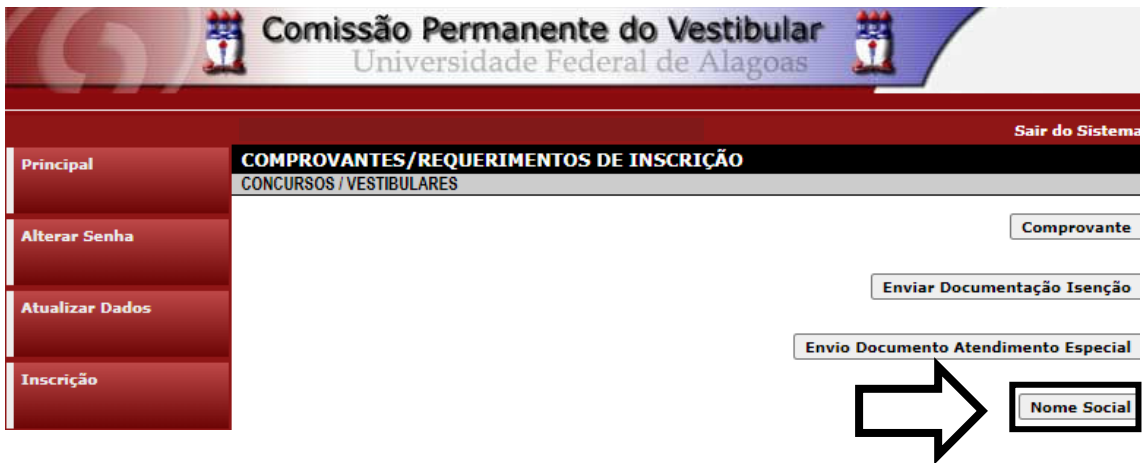 Comissão Permanente do Vestibular
Universidade Federal de Alagoas
Sair do Sistema
Principal
COMPROVANTES/REQUERIMENTOS DE INSCRIÇÃO
CONCURSOS / VESTIBULARES
Comprovante
Alterar Senha
Enviar Documentação Isenção
Atualizar Dados
Envio Documento Atendimento Especial
Inscrição
Nome Social